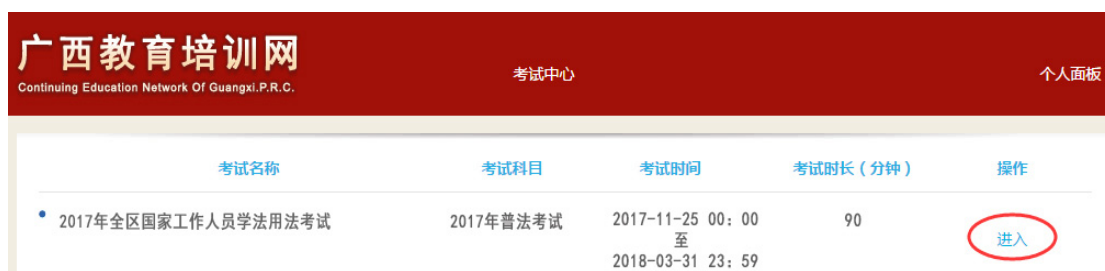 广西教育培训网
Continuing Education Network Of Guangxi.P.R.C.
考试中心
个人面板
考试名称 考试科目 考试时间 考试时长（分钟） 操作
2017年全区国家工作人员学法用法考试 2017年普法考试 2017-11-25 00：00 90 进入
至
2018-03-31 23：59